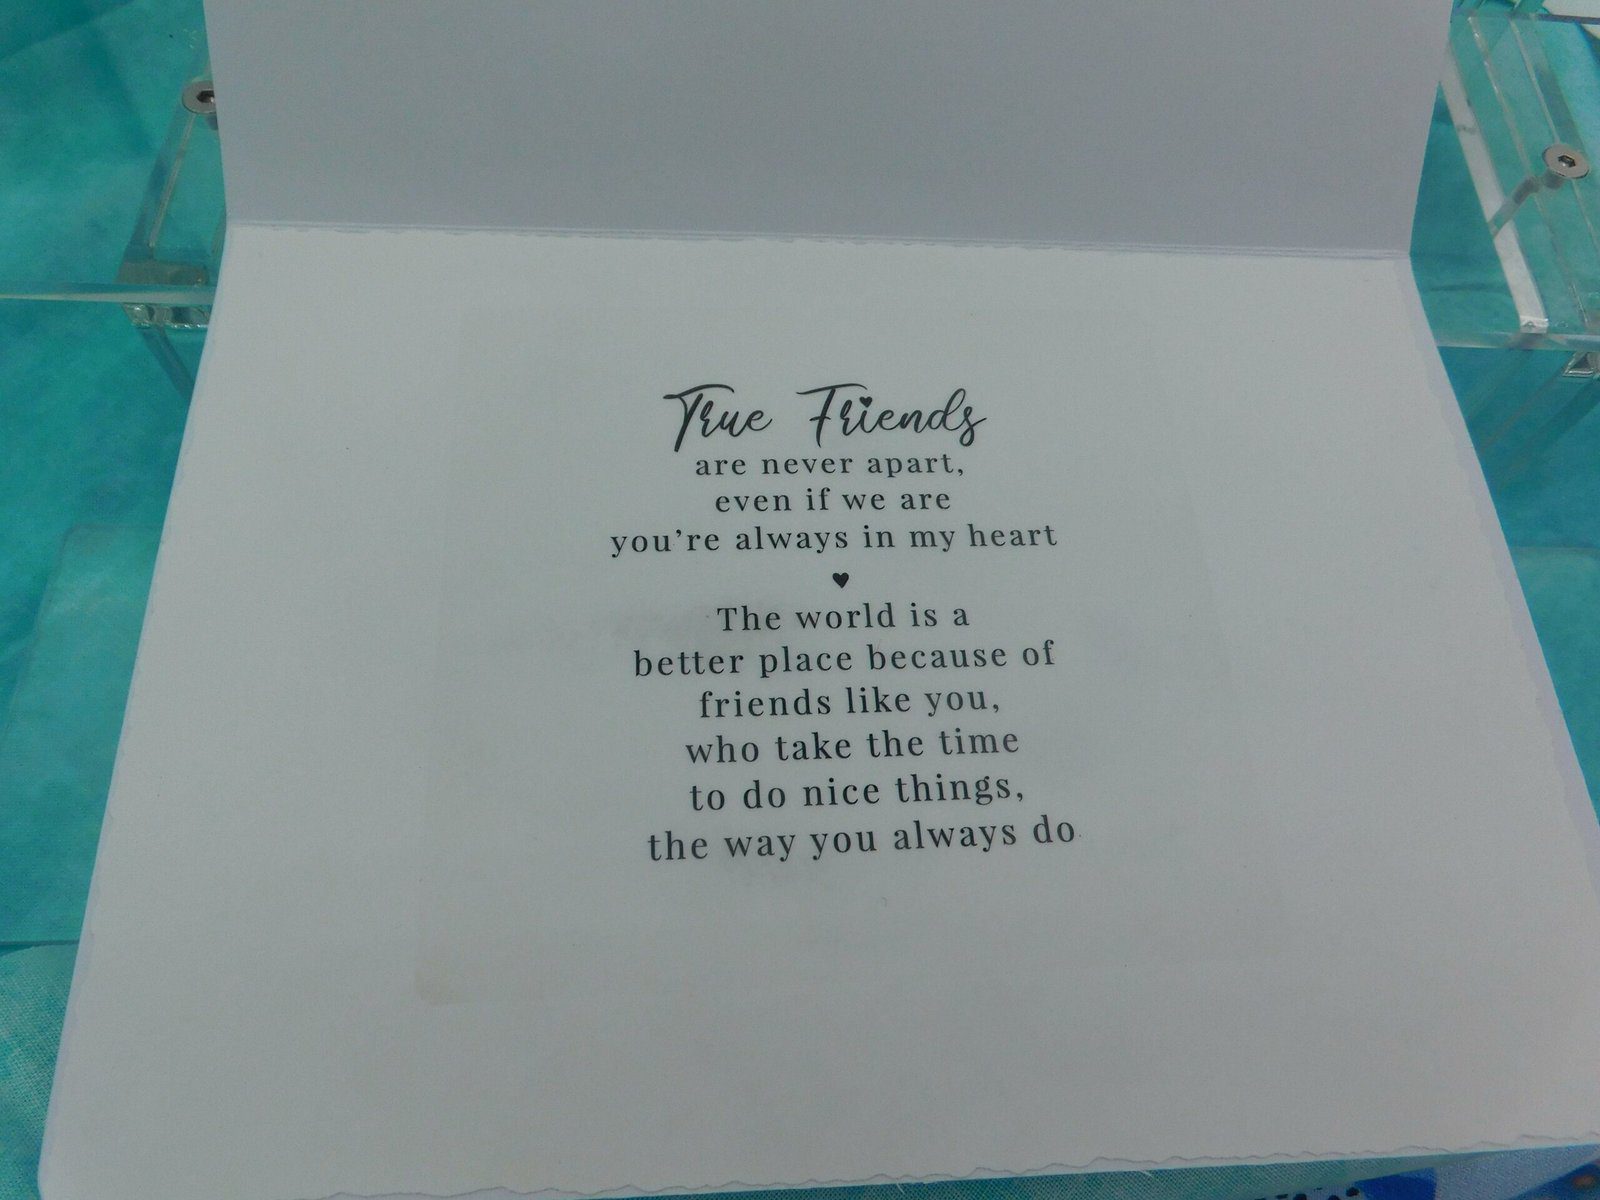 True Friends
are never apart,
even if we are
you're always in my heart
♥
The world is a
better place because of
friends like you,
who take the time
to do nice things,
the way you always do